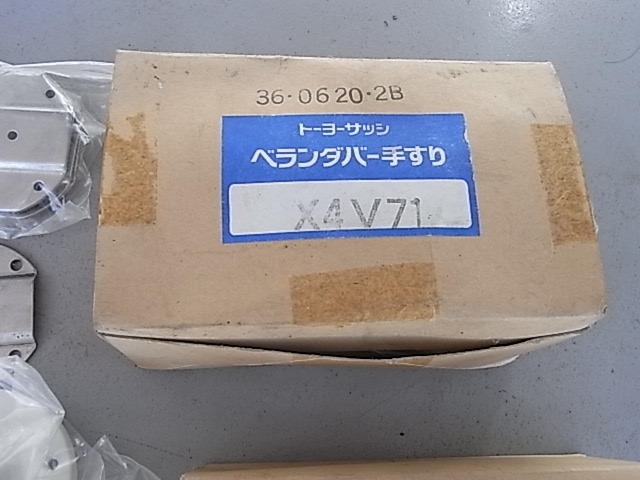 36・0620・2B
トーヨーサッシ
ベランダバー手すり
X4V71